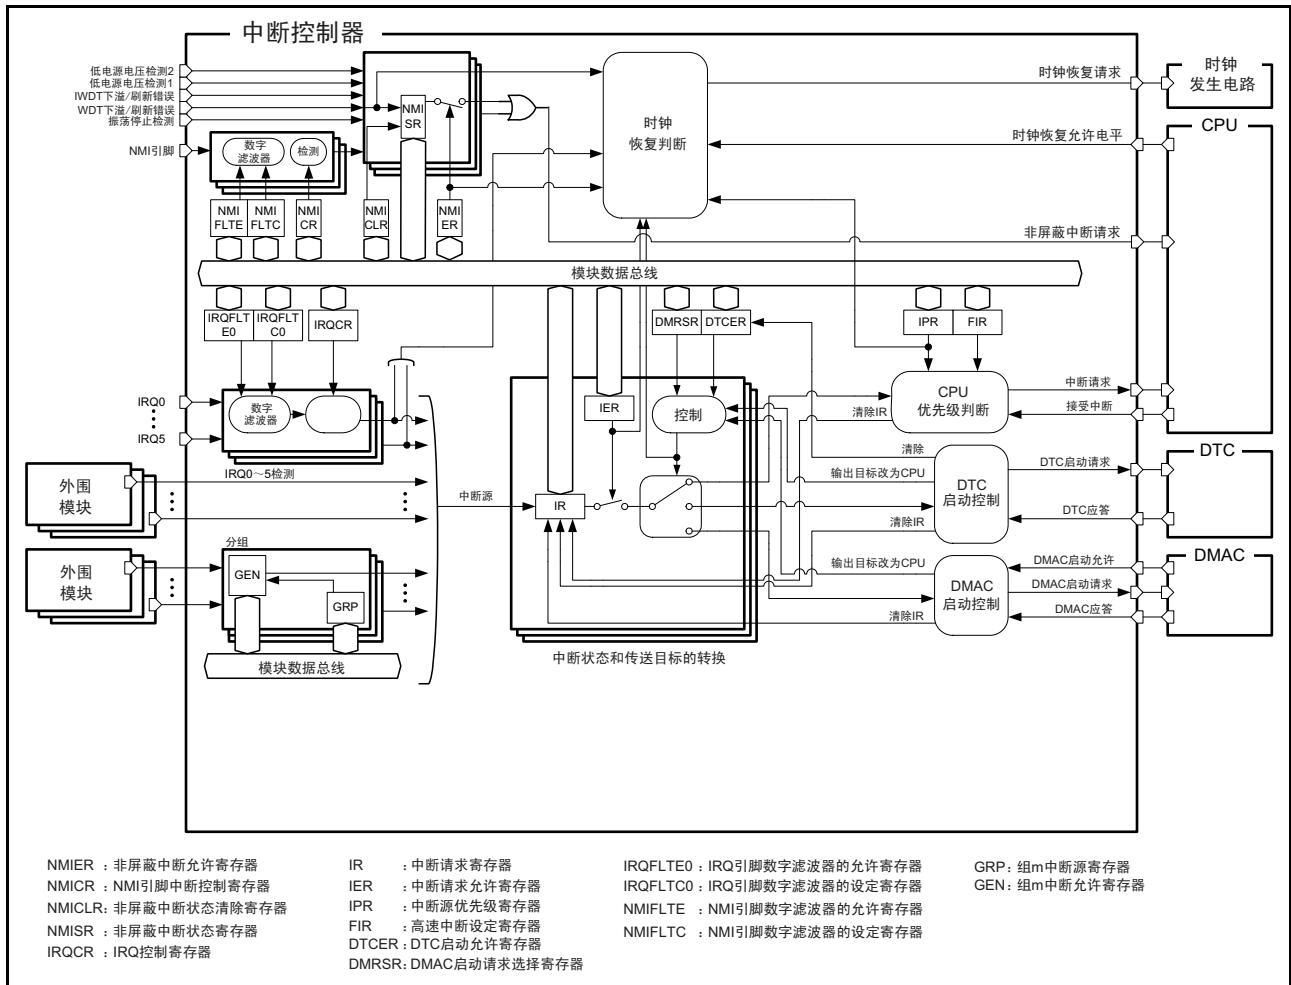 中断控制器
低电源电压检测2
低电源电压检测1
IWDT下溢/刷新错误
WDT下溢/刷新错误
振荡停止检测
NMI引脚
数字
滤波器
检测
NMI
SR
NMI
FLTE
NMI
FLTC
NMI
CR
NMI
CLR
NMI
ER
时钟
恢复判断
时钟恢复请求
时钟
发生电路
时钟恢复允许电平
CPU
非屏蔽中断请求
模块数据总线
IRQFLT
E0
IRQFLT
C0
IRQCR
DMRSR
DTCER
IPR
FIR
IRQ0
IRQ5
数字
滤波器
IRQ0～5检测
IER
控制
CPU
优先级判断
中断请求
接受中断
清除IR
清除
输出目标改为CPU
DTC
启动控制
DTC启动请求
DTC应答
DTC
外围
模块
中断源
IR
清除IR
外围
模块
分组
GEN
GRP
模块数据总线
输出目标改为CPU
清除IR
DMAC
启动控制
DMAC启动允许
DMAC启动请求
DMAC应答
DMAC
中断状态和传送目标的转换
NMIER ：非屏蔽中断允许寄存器
NMICR ：NMI引脚中断控制寄存器
NMICLR：非屏蔽中断状态清除寄存器
NMISR ：非屏蔽中断状态寄存器
IRQCR ：IRQ控制寄存器
IR ：中断请求寄存器
IER ：中断请求允许寄存器
IPR ：中断源优先级寄存器
FIR ：高速中断设定寄存器
DTCER：DTC启动允许寄存器
DMRSR：DMAC启动请求选择寄存器
IRQFLTE0：IRQ引脚数字滤波器的允许寄存器
IRQFLTC0：IRQ引脚数字滤波器的设定寄存器
NMIFLTE ：NMI引脚数字滤波器的允许寄存器
NMIFLTC ：NMI引脚数字滤波器的设定寄存器
GRP：组m中断源寄存器
GEN：组m中断允许寄存器